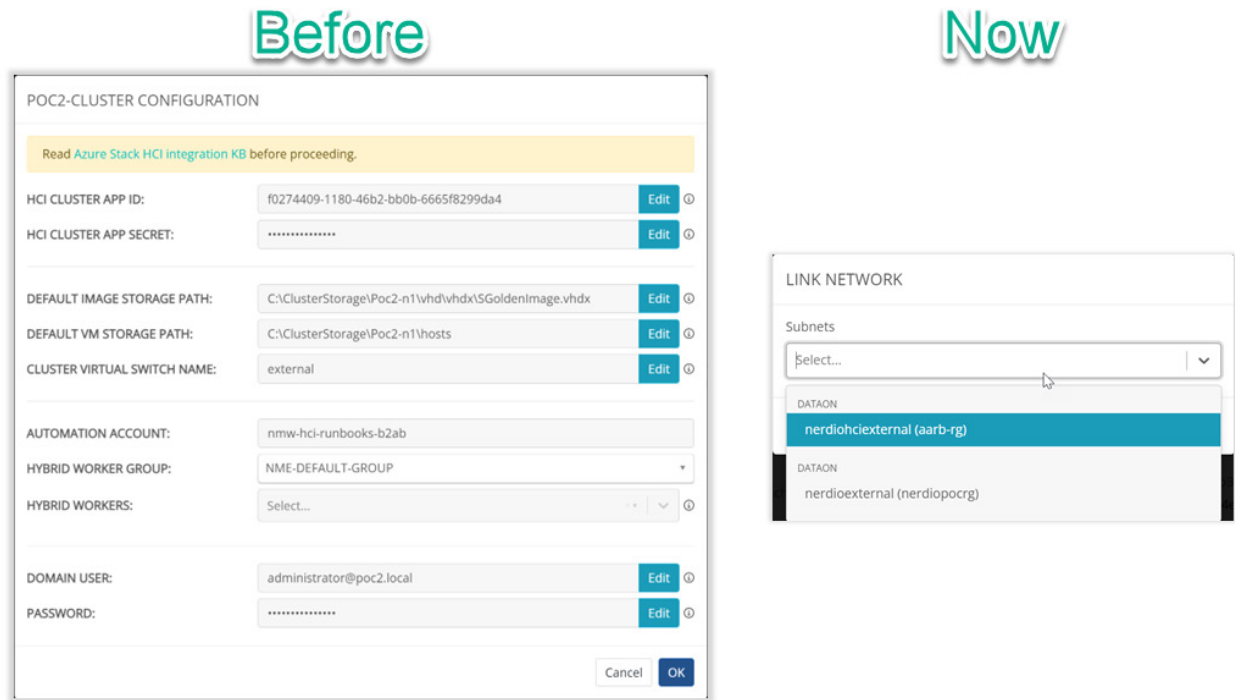 Before
POC2-CLUSTER CONFIGURATION
Read Azure Stack HCI integration KB before proceeding.
HCI CLUSTER APP ID: f0274409-1180-46b2-bb0b-6665f8299da4 Edit
HCI CLUSTER APP SECRET: ••••••••••••••• Edit
DEFAULT IMAGE STORAGE PATH: C:\ClusterStorage\Poc2-n1\vhd\vhdx\SGoldenImage.vhdx Edit
DEFAULT VM STORAGE PATH: C:\ClusterStorage\Poc2-n1\hosts Edit
CLUSTER VIRTUAL SWITCH NAME: external Edit
AUTOMATION ACCOUNT: nmw-hci-runbooks-b2ab
HYBRID WORKER GROUP: NME-DEFAULT-GROUP
HYBRID WORKERS: Select...
DOMAIN USER: administrator@poc2.local Edit
PASSWORD: ••••••••••••••• Edit
Cancel OK
Now
LINK NETWORK
Subnets
Select...
DATAON
nerdiohciexternal (aarb-rg)
DATAON
nerdioexternal (nerdiopocrg)